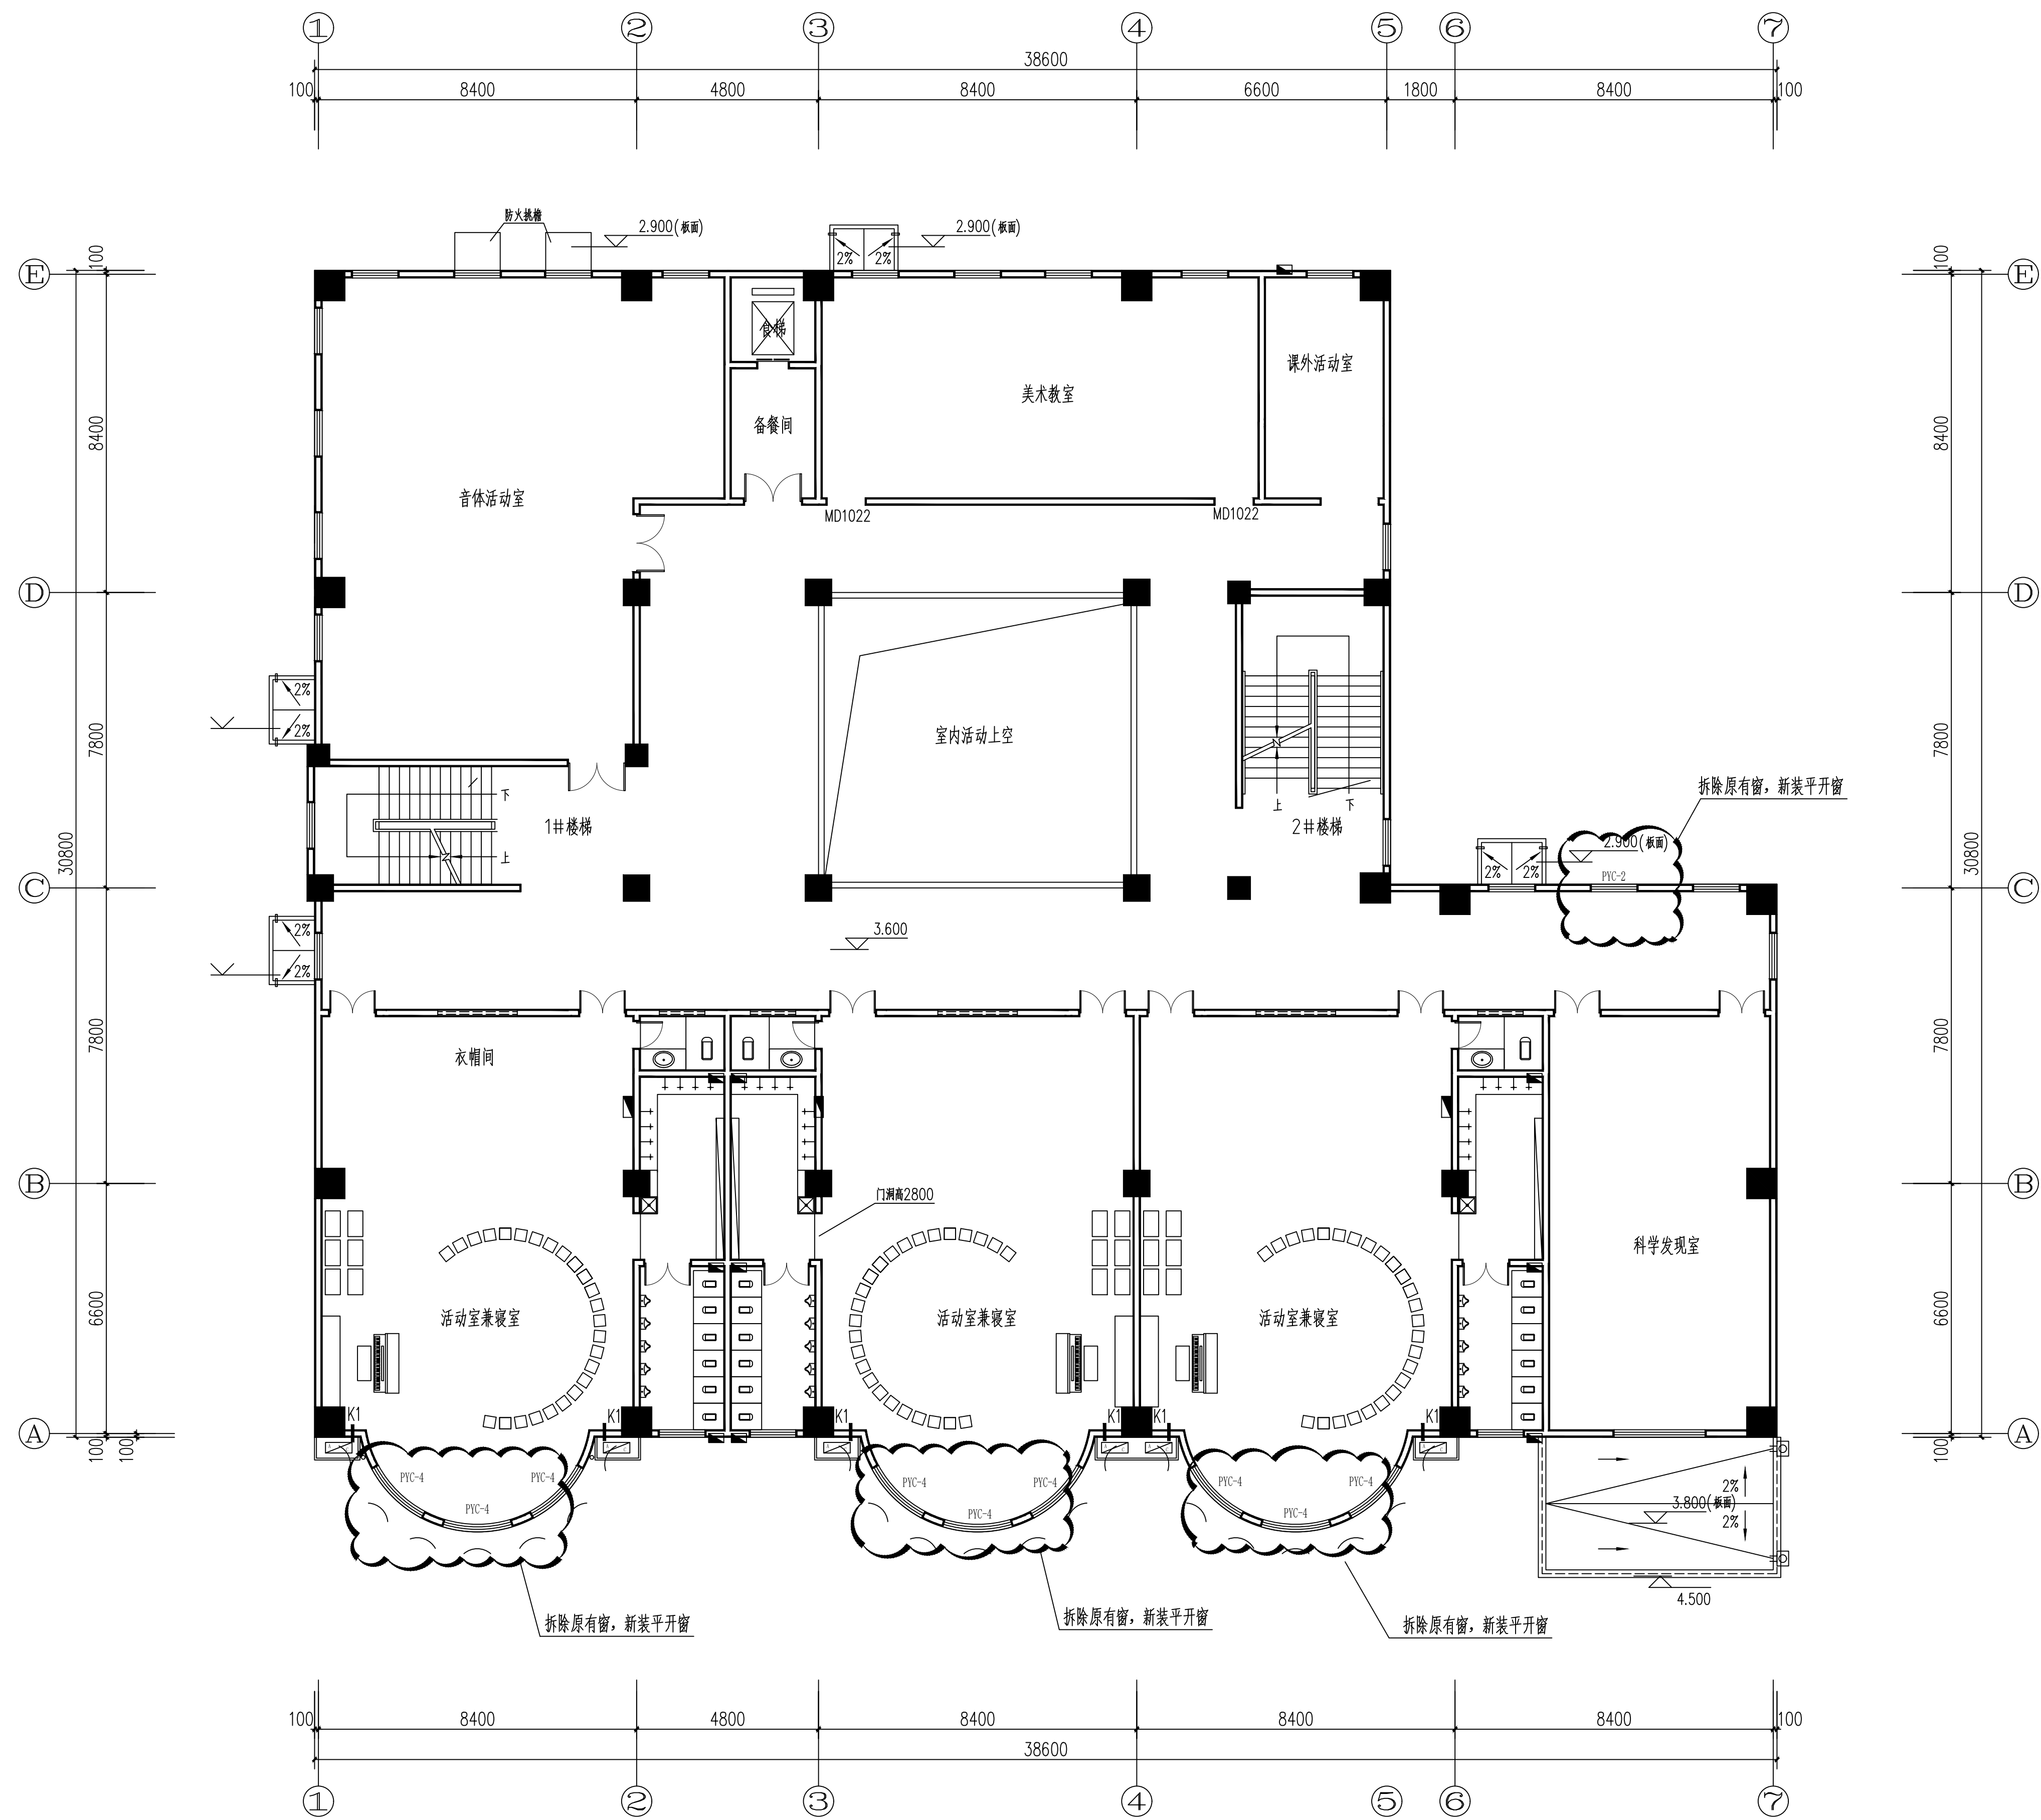 1 2 3 4 5 6 7
38600
100 8400 4800 8400 6600 1800 8400 100
防火挑檐
2.900(板面)
2.900(板面)
2% 2%
E
E
100
100
食梯
课外活动室
美术教室
备餐间
8400
8400
音体活动室
MD1022
MD1022
D
D
2%
2%
室内活动上空
7800
7800
30800
30800
下
上
1#楼梯
上
下
2#楼梯
拆除原有窗，新装平开窗
2.900(板面)
2% 2%
PYC-2
C
C
2%
2%
3.600
7800
7800
衣帽间
B
B
门洞高2800
科学发现室
6600
6600
活动室兼寝室
活动室兼寝室
活动室兼寝室
K1
K1
K1
K1
K1
K1
A
A
100
100
100
PYC-4
PYC-4
PYC-4
PYC-4
PYC-4
PYC-4
PYC-4
PYC-4
PYC-4
2%
3.800(板面)
2%
4.500
拆除原有窗，新装平开窗
拆除原有窗，新装平开窗
拆除原有窗，新装平开窗
100 8400 4800 8400 8400 8400 100
38600
1 2 3 4 5 6 7